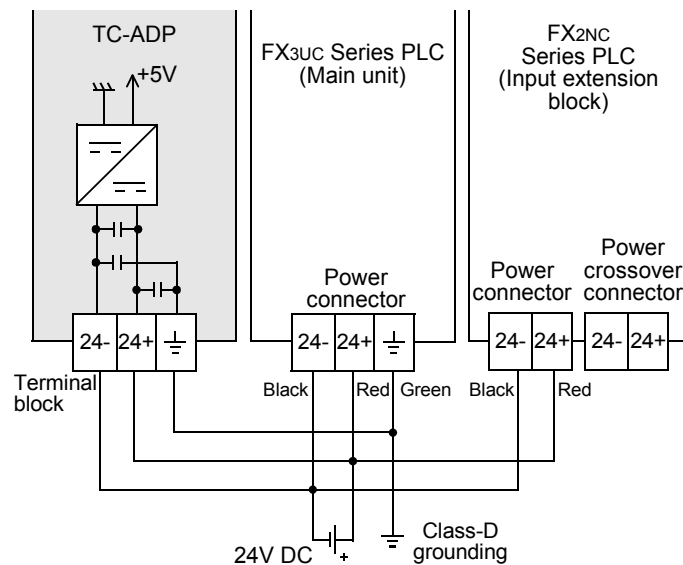 TC-ADP
+5V
FX3UC Series PLC
(Main unit)
FX2NC
Series PLC
(Input extension
block)
Power
connector
Power
connector
Power
crossover
connector
24- 24+
24- 24+
24- 24+
24- 24+
Terminal
block
Black Red Green
Black Red
24V DC
+
Class-D
grounding